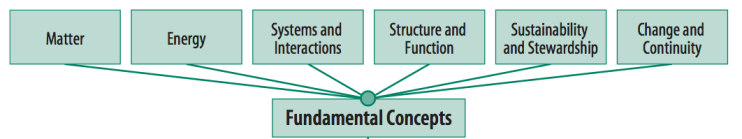 Matter
Energy
Systems and
Interactions
Structure and
Function
Sustainability
and Stewardship
Change and
Continuity
Fundamental Concepts